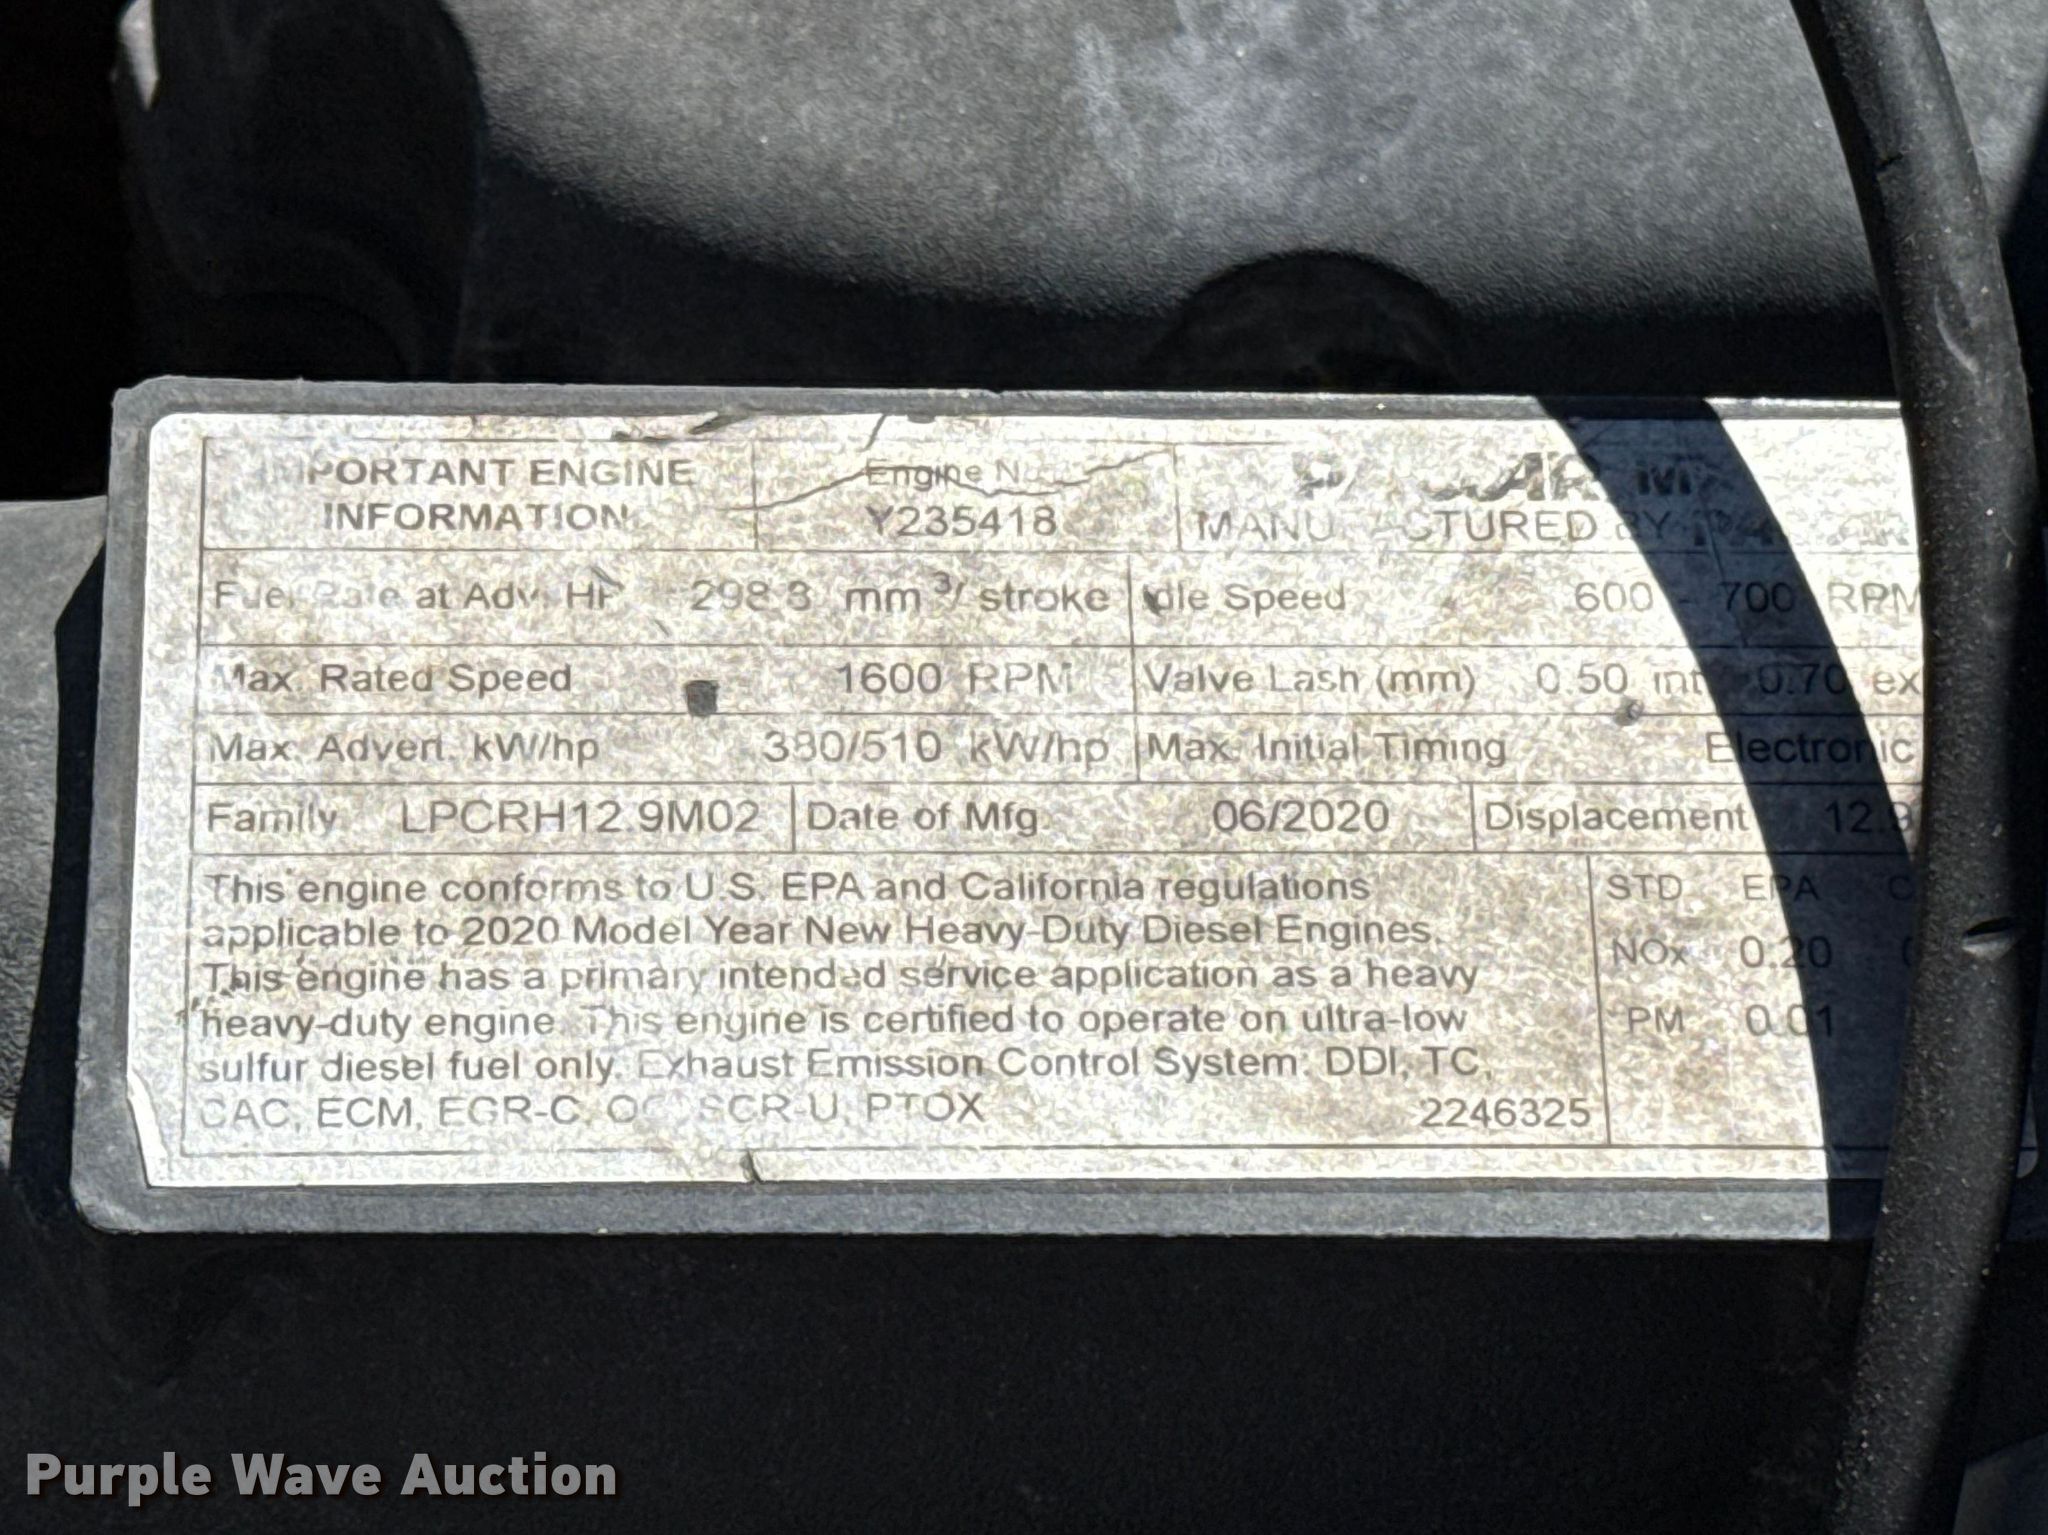 IMPORTANT ENGINE
INFORMATION
Engine No.
Y235418
MANUFACTURED BY
Fuel Rate at Adv. HP 298.3 mm³/ stroke
Idle Speed 600 - 700 RPM
Max. Rated Speed 1600 RPM
Valve Lash (mm) 0.50 int 0.70 ex
Max. Advert. kW/hp 380/510 kW/hp
Max. Initial Timing Electronic
Family LPCRH12.9M02
Date of Mfg. 06/2020
Displacement 12.9
This engine conforms to U.S. EPA and California regulations
applicable to 2020 Model Year New Heavy-Duty Diesel Engines.
This engine has a primary intended service application as a heavy
heavy-duty engine. This engine is certified to operate on ultra-low
sulfur diesel fuel only. Exhaust Emission Control System: DDI, TC,
CAC, ECM, EGR-C, SCR-U, PTOX 2246325
STD EPA
NOx 0.20
PM 0.01
Purple Wave Auction